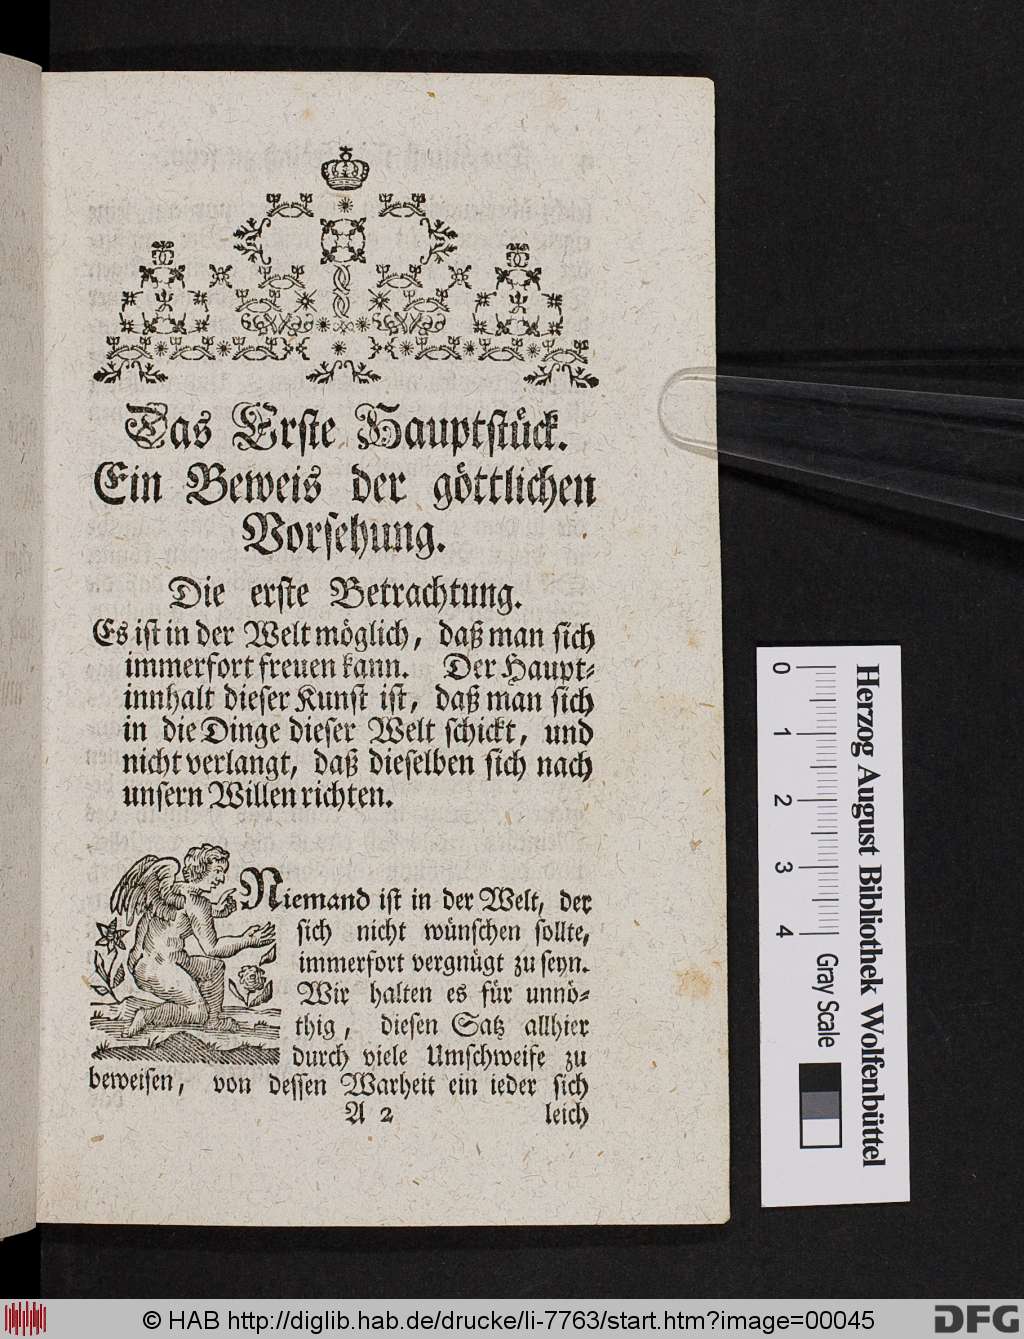 Das Erste Hauptstück.
Ein Beweis der göttlichen
Vorsehung.
Die erste Betrachtung.
Es ist in der Welt möglich, daß man sich
immerfort freuen kann. Der Haupt-
innhalt dieser Kunst ist, daß man sich
in die Dinge dieser Welt schickt, und
nicht verlangt, daß dieselben sich nach
unsern Willen richten.
Niemand ist in der Welt, der
sich nicht wünschen sollte,
immerfort vergnügt zu seyn.
Wir halten es für unnö-
thig, diesen Satz allhier
durch viele Umschweife zu
beweisen, von dessen Warheit ein ieder sich
A 2 leich
0 1 2 3 4
Herzog August Bibliothek Wolfenbüttel
Gray Scale
© HAB http://diglib.hab.de/drucke/li-7763/start.htm?image=00045
DFG